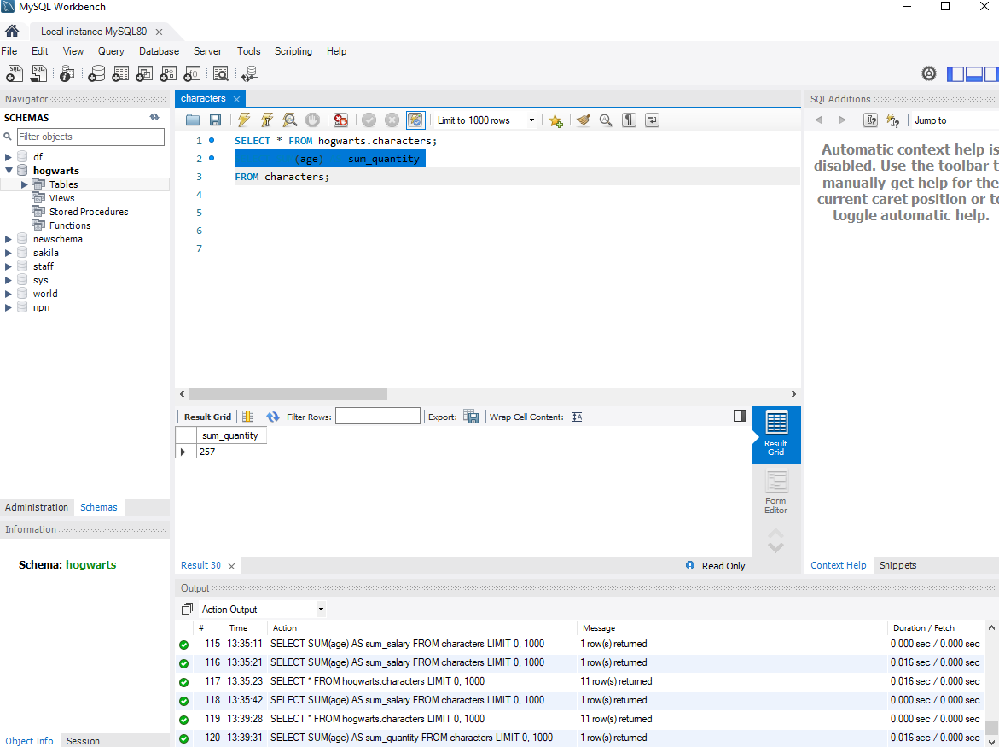 MySQL Workbench
Local instance MySQL80
File Edit View Query Database Server Tools Scripting Help
Navigator
SCHEMAS
Filter objects
df
hogwarts
Tables
Views
Stored Procedures
Functions
newschema
sakila
staff
sys
world
прп
Administration Schemas
Information
Schema: hogwarts
Object Info Session
characters
Limit to 1000 rows
1 SELECT * FROM hogwarts.characters;
2 (age) sum_quantity
3 FROM characters;
4
5
6
7
Result Grid Filter Rows: Export: Wrap Cell Content:
sum_quantity
257
Result Grid
Form Editor
Result 30 Read Only
SQLAdditions
Jump to
Automatic context help is
disabled. Use the toolbar t
manually get help for the
current caret position or to
toggle automatic help.
Context Help Snippets
Output
Action Output
# Time Action Message Duration / Fetch
115 13:35:11 SELECT SUM(age) AS sum_salary FROM characters LIMIT 0, 1000 1 row(s) returned 0.000 sec / 0.000 sec
116 13:35:21 SELECT SUM(age) AS sum_salary FROM characters LIMIT 0, 1000 1 row(s) returned 0.016 sec / 0.000 sec
117 13:35:23 SELECT * FROM hogwarts.characters LIMIT 0, 1000 11 row(s) returned 0.016 sec / 0.000 sec
118 13:35:42 SELECT SUM(age) AS sum_salary FROM characters LIMIT 0, 1000 1 row(s) returned 0.000 sec / 0.000 sec
119 13:39:28 SELECT * FROM hogwarts.characters LIMIT 0, 1000 11 row(s) returned 0.000 sec / 0.000 sec
120 13:39:31 SELECT SUM(age) AS sum_quantity FROM characters LIMIT 0, 1000 1 row(s) returned 0.016 sec / 0.000 sec